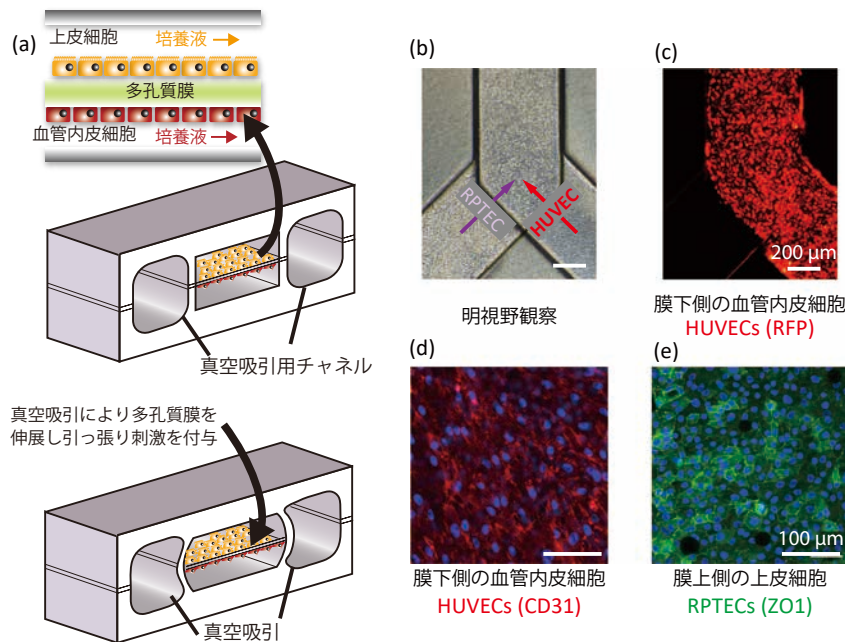 (a)
上皮細胞
培養液
多孔質膜
血管内皮細胞
培養液
真空吸引用チャネル
真空吸引により多孔質膜を
伸展し引っ張り刺激を付与
真空吸引
(b)
RPTEC
HUVEC
明視野観察
(c)
200 μm
膜下側の血管内皮細胞
HUVECs (RFP)
(d)
膜下側の血管内皮細胞
HUVECs (CD31)
(e)
100 μm
膜上側の上皮細胞
RPTECs (ZO1)